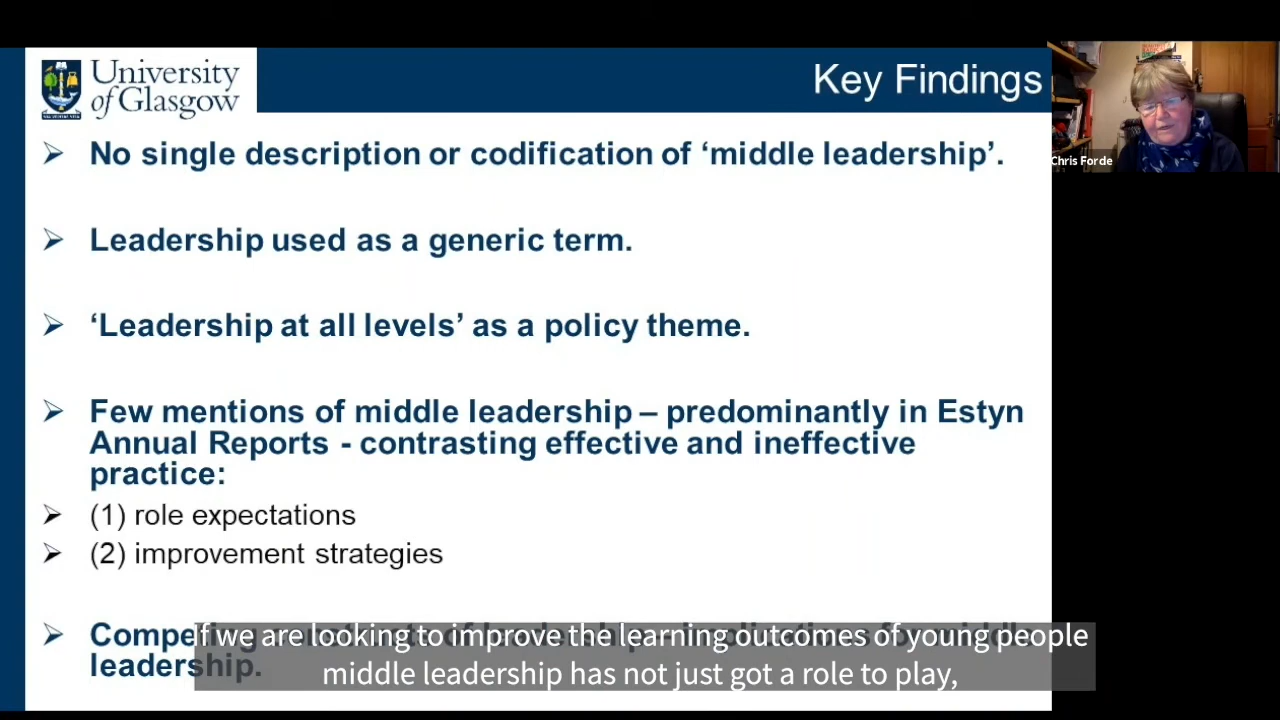 University
of Glasgow
Key Findings
Chris Forde
No single description or codification of ‘middle leadership’.
Leadership used as a generic term.
‘Leadership at all levels’ as a policy theme.
Few mentions of middle leadership – predominantly in Estyn
Annual Reports - contrasting effective and ineffective
practice:
(1) role expectations
(2) improvement strategies
leadership.
If we are looking to improve the learning outcomes of young people
middle leadership has not just got a role to play,